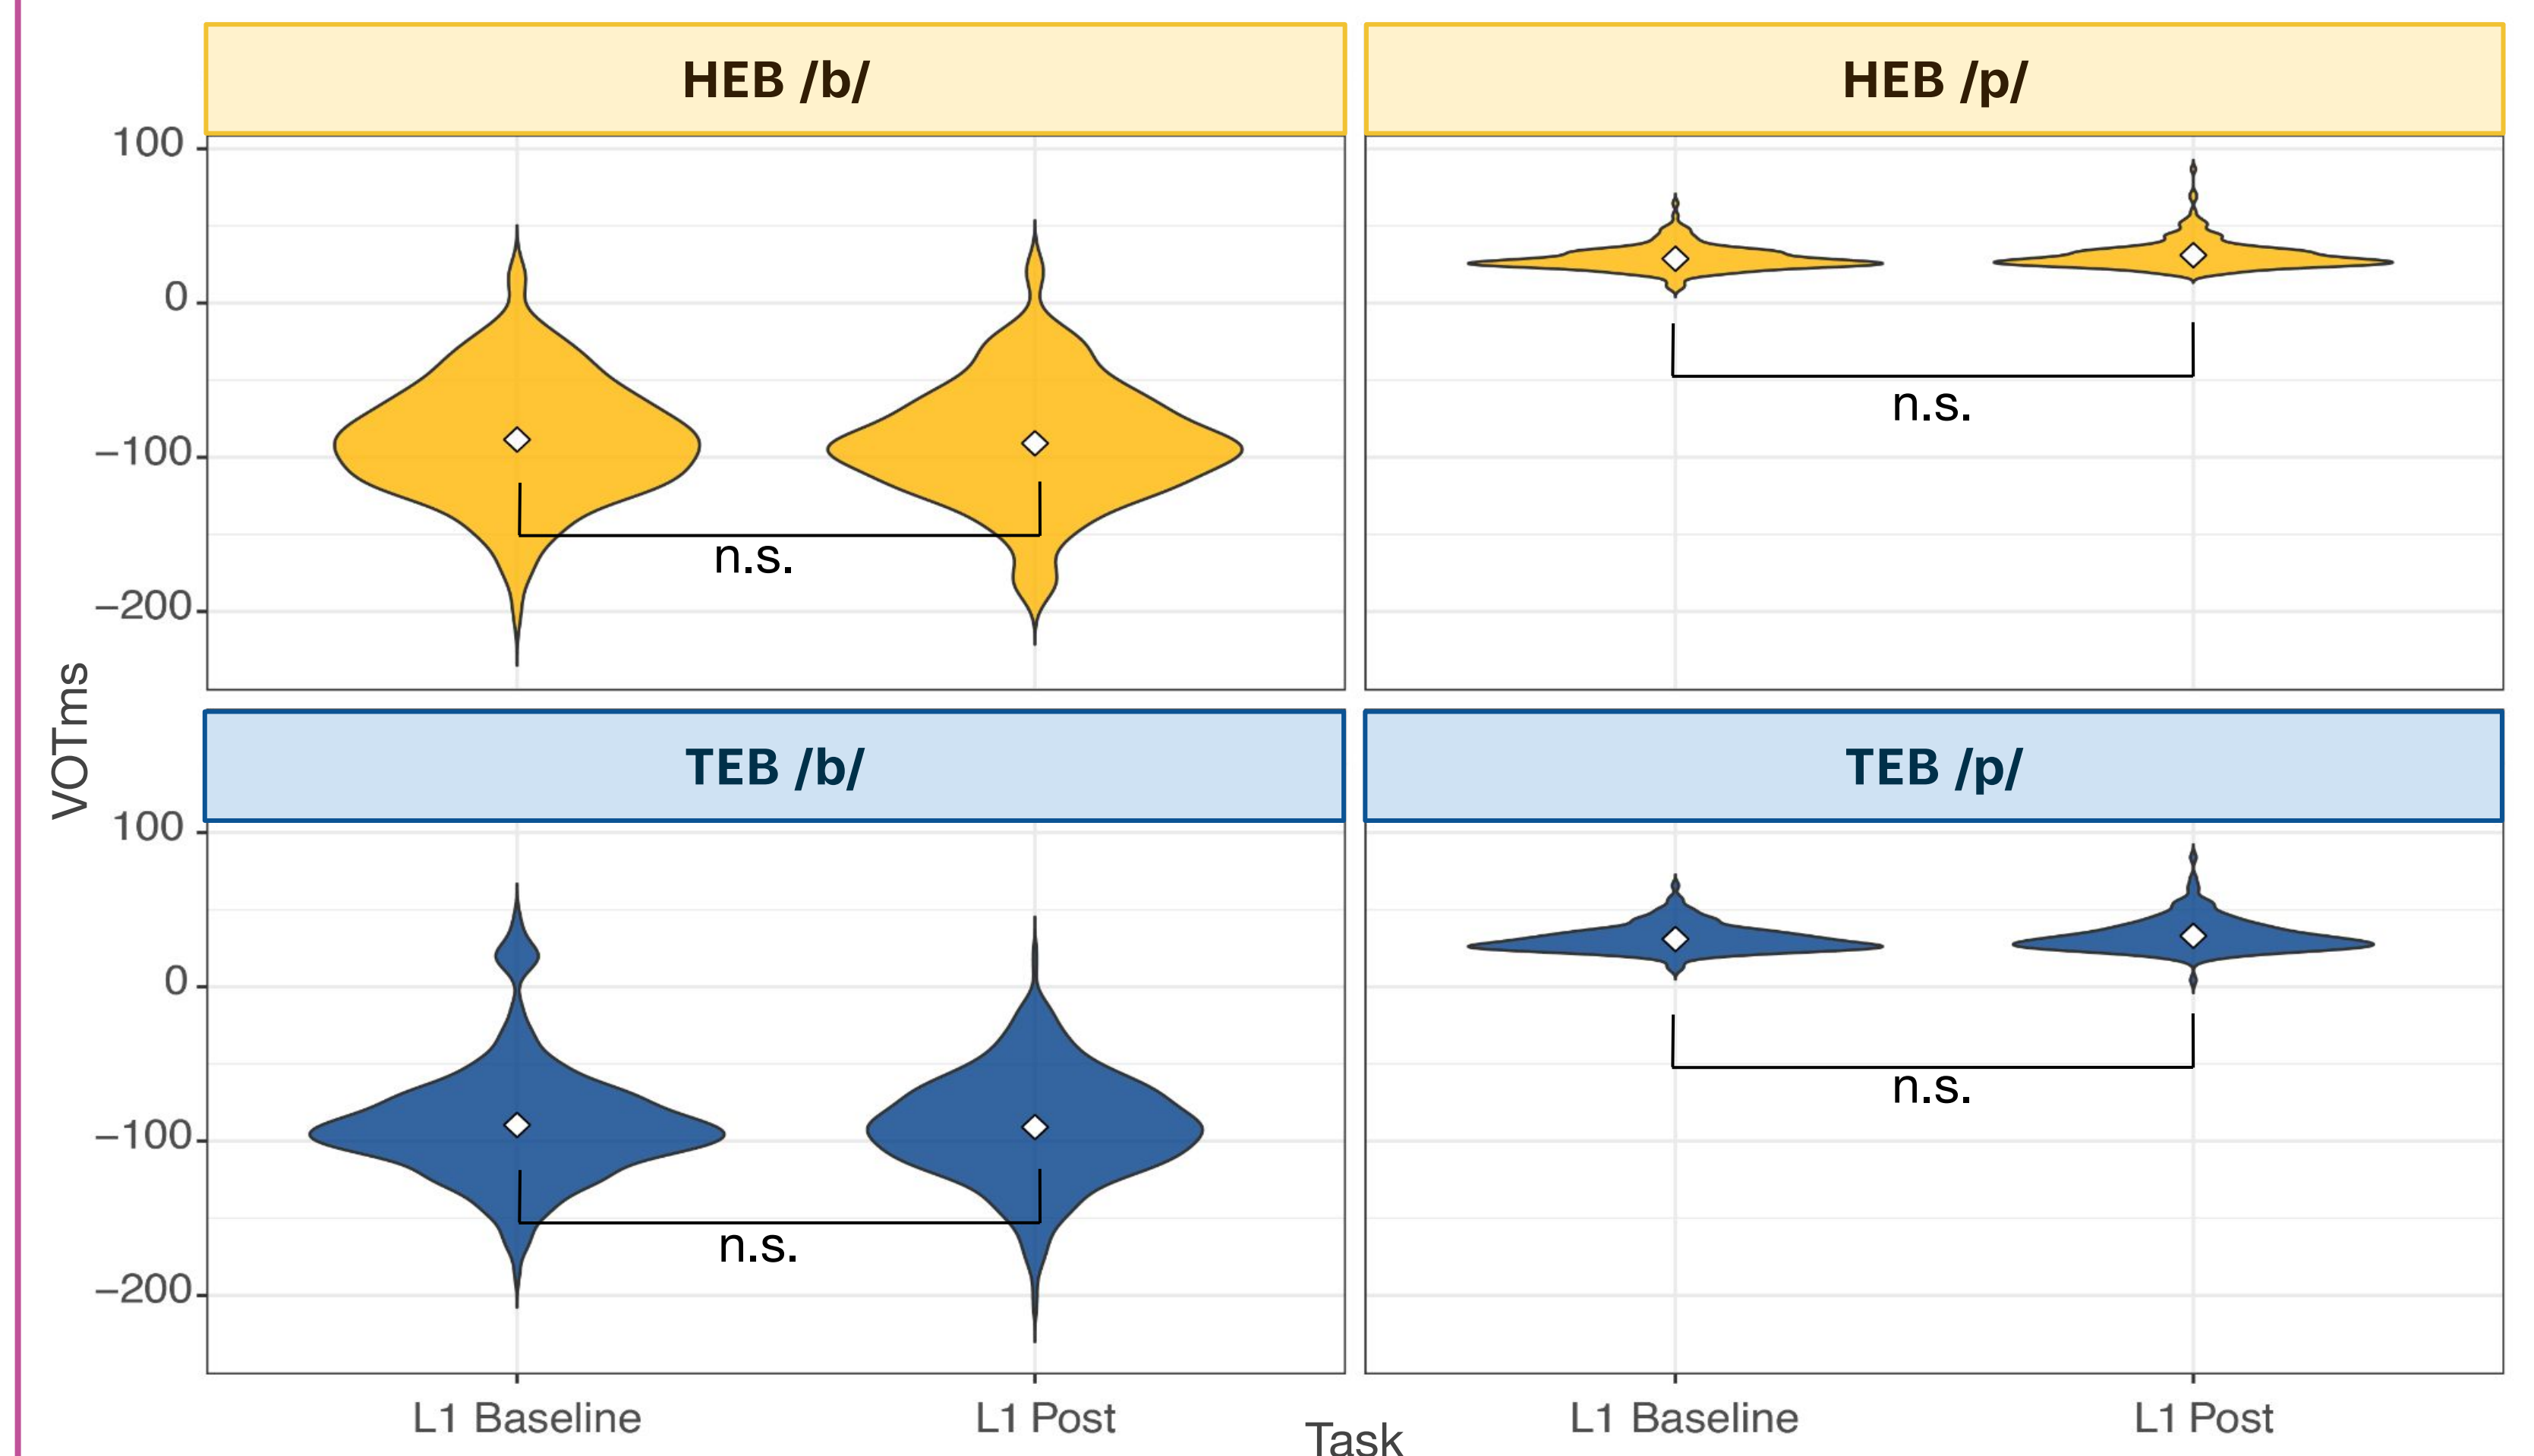 HEB /b/
HEB /p/
100
0
−100
−200
n.s.
n.s.
VOTms
TEB /b/
TEB /p/
100
0
−100
−200
n.s.
n.s.
L1 Baseline
L1 Post
L1 Baseline
L1 Post
Task